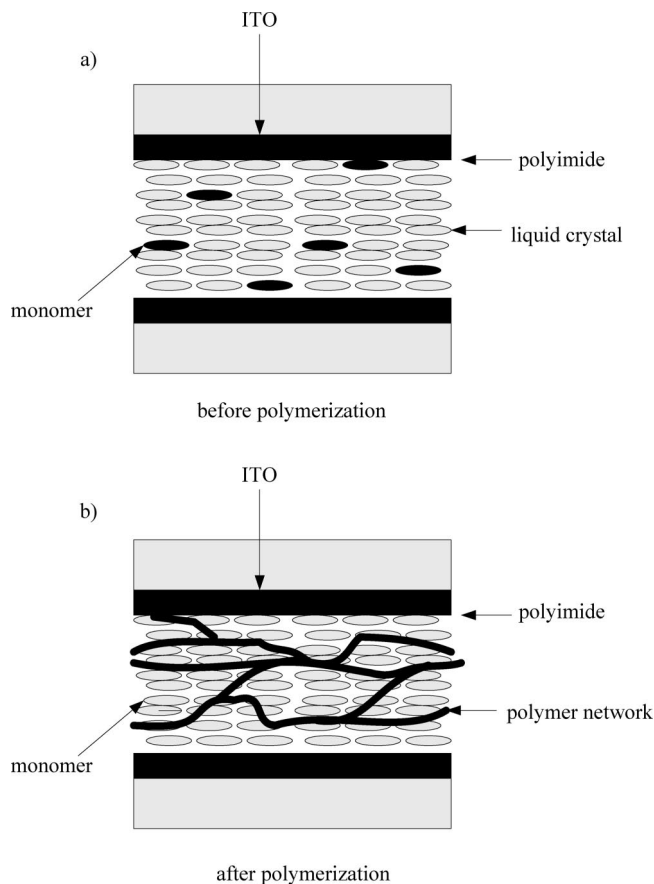 ITO
a)
polyimide
liquid crystal
monomer
before polymerization
ITO
b)
polyimide
polymer network
monomer
after polymerization